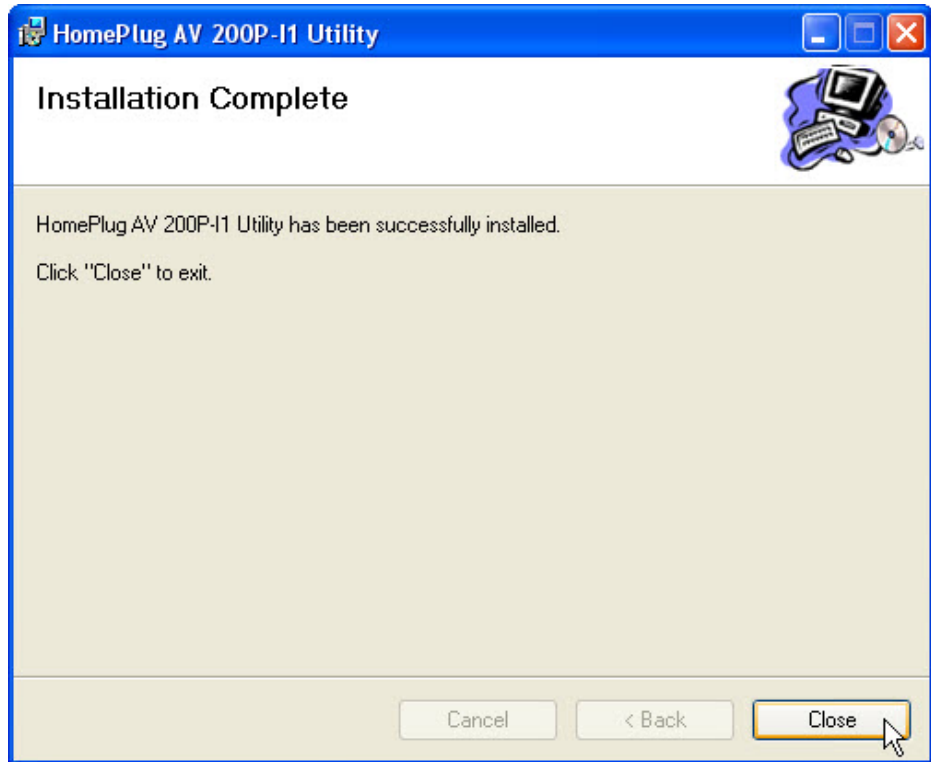 HomePlug AV 200P-I1 Utility
Installation Complete
HomePlug AV 200P-I1 Utility has been successfully installed.
Click "Close" to exit.
Cancel
< Back
Close